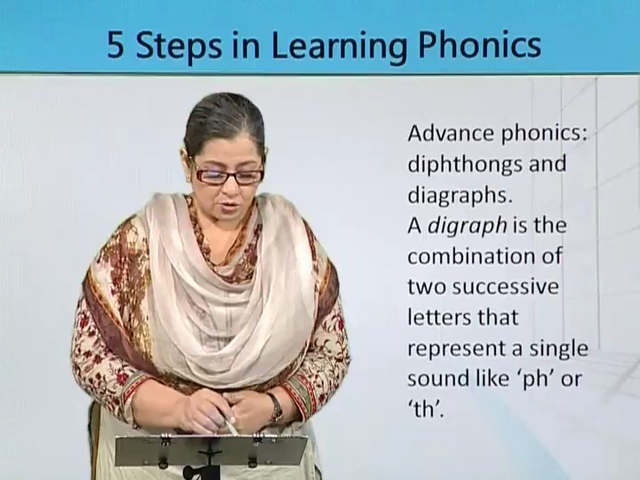 5 Steps in Learning Phonics
Advance phonics:
diphthongs and
diagraphs.
A digraph is the
combination of
two successive
letters that
represent a single
sound like ‘ph’ or
‘th’.